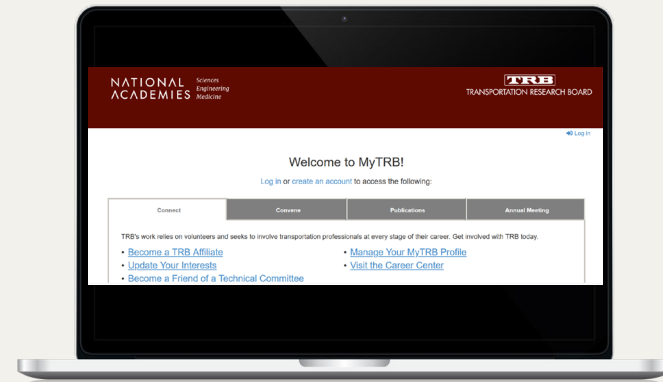 NATIONAL
ACADEMIES
Sciences
Engineering
Medicine
TRB
TRANSPORTATION RESEARCH BOARD
Log In
Welcome to MyTRB!
Log in or create an account to access the following:
Connect
Convene
Publications
Annual Meeting
TRB's work relies on volunteers and seeks to involve transportation professionals at every stage of their career. Get involved with TRB today.
• Become a TRB Affiliate
• Update Your Interests
• Become a Friend of a Technical Committee
• Manage Your MyTRB Profile
• Visit the Career Center